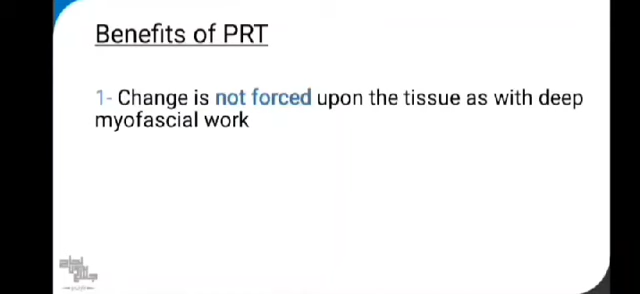 Benefits of PRT
1- Change is not forced upon the tissue as with deep
myofascial work